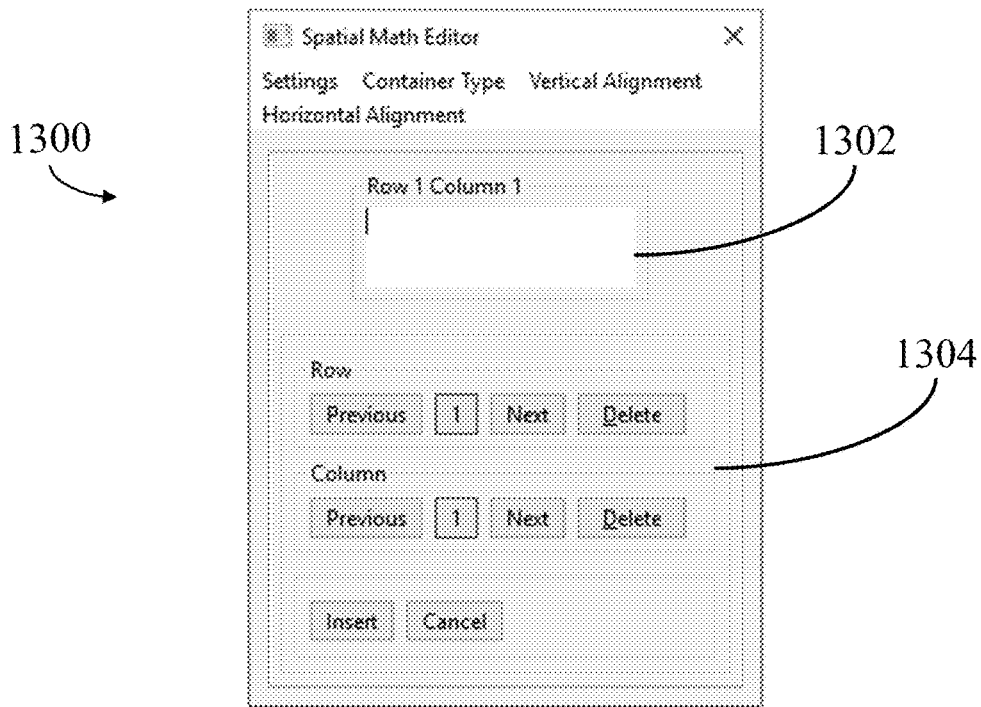 Spatial Math Editor
Settings Container Type Vertical Alignment
Horizontal Alignment
1300
1302
Row 1 Column 1
1304
Row
Previous 1 Next Delete
Column
Previous 1 Next Delete
Insert Cancel